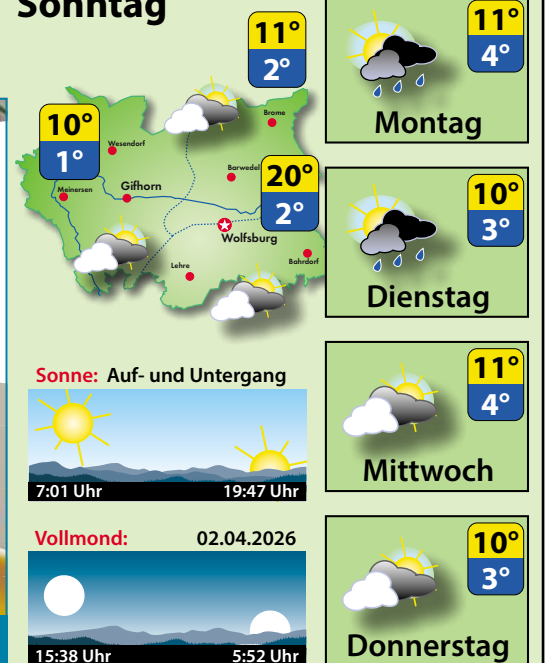 Sonntag
11°
2°
10°
1°
20°
2°
Brome
Wesendorf
Barwedel
Meinersen
Gifhorn
Wolfsburg
Bahrdorf
Lehre
Sonne: Auf- und Untergang
7:01 Uhr 19:47 Uhr
Vollmond: 02.04.2026
15:38 Uhr 5:52 Uhr
11°
4°
Montag
10°
3°
Dienstag
11°
4°
Mittwoch
10°
3°
Donnerstag